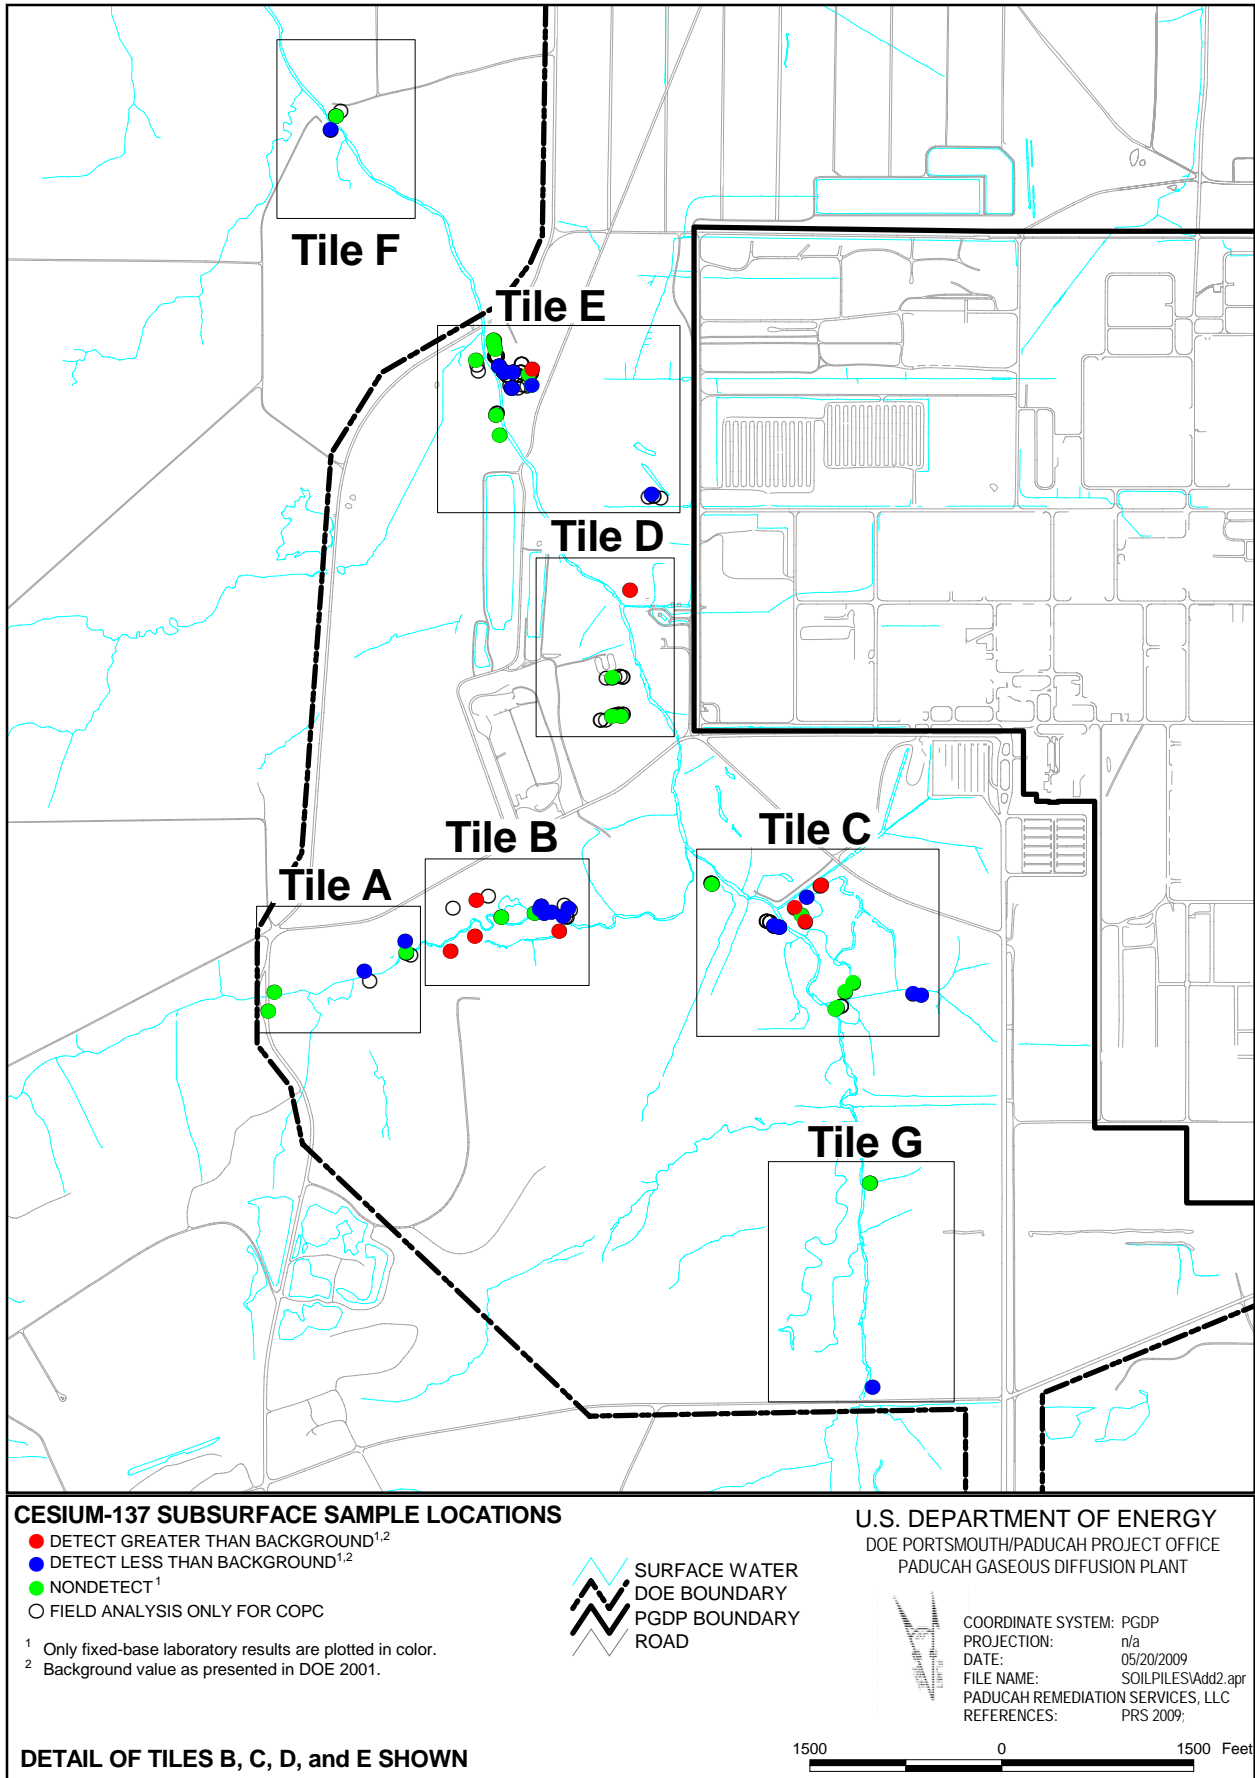 Tile F
Tile E
Tile D
Tile B
Tile C
Tile A
Tile G
CESIUM-137 SUBSURFACE SAMPLE LOCATIONS
DETECT GREATER THAN BACKGROUND1,2
DETECT LESS THAN BACKGROUND1,2
NONDETECT1
FIELD ANALYSIS ONLY FOR COPC
1 Only fixed-base laboratory results are plotted in color.
2 Background value as presented in DOE 2001.
DETAIL OF TILES B, C, D, and E SHOWN
SURFACE WATER
DOE BOUNDARY
PGDP BOUNDARY
ROAD
U.S. DEPARTMENT OF ENERGY
DOE PORTSMOUTH/PADUCAH PROJECT OFFICE
PADUCAH GASEOUS DIFFUSION PLANT
COORDINATE SYSTEM: PGDP
PROJECTION: n/a
DATE: 05/20/2009
FILE NAME: SOILPILES\Add2.apr
PADUCAH REMEDIATION SERVICES, LLC
REFERENCES: PRS 2009;
1500 0 1500 Feet